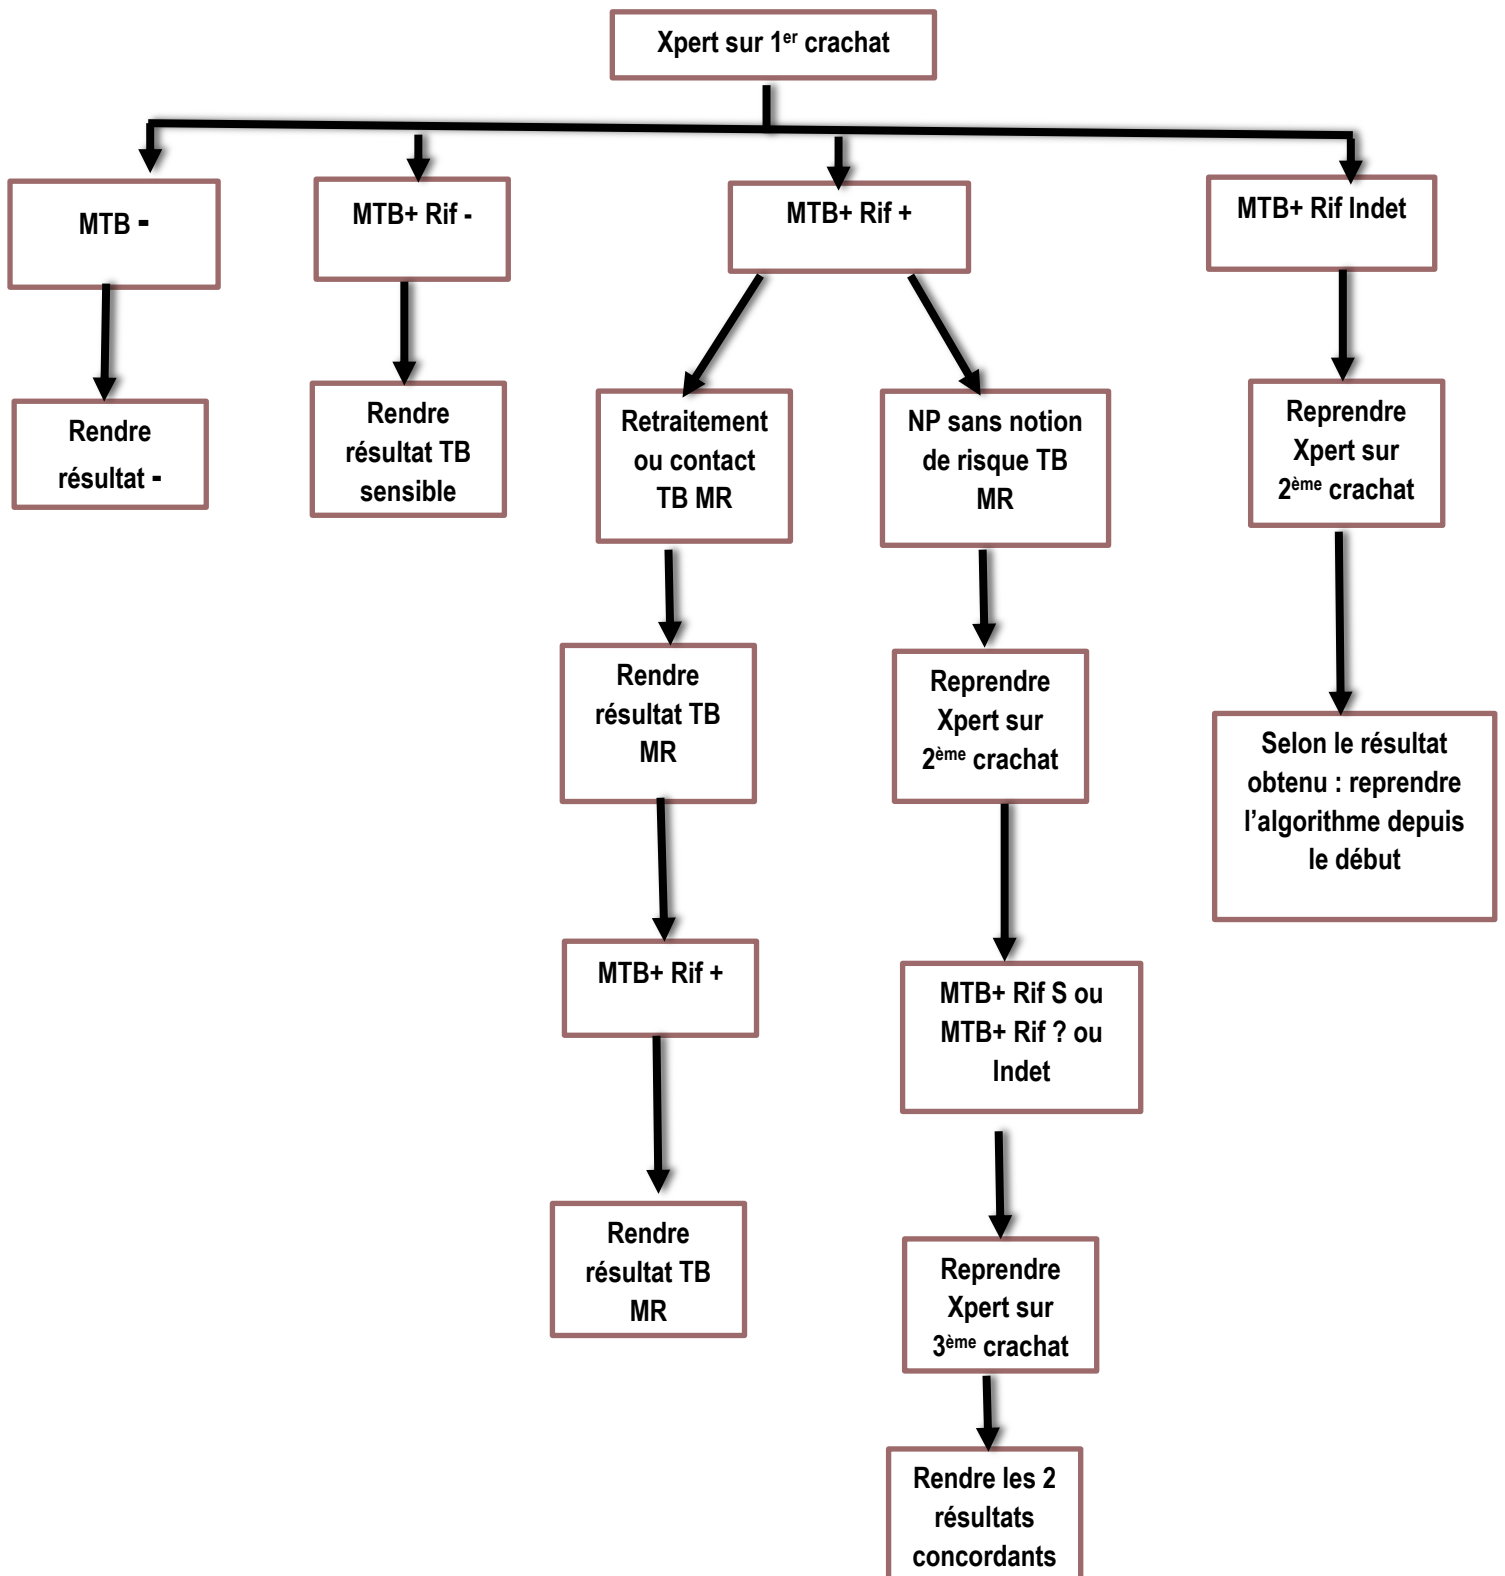 Xpert sur 1er crachat
MTB -
MTB+ Rif -
MTB+ Rif +
MTB+ Rif Indet
Rendre
résultat -
Rendre
résultat TB
sensible
Retraitement
ou contact
TB MR
NP sans notion
de risque TB
MR
Reprendre
Xpert sur
2ème crachat
Rendre
résultat TB
MR
Reprendre
Xpert sur
2ème crachat
Selon le résultat
obtenu : reprendre
l’algorithme depuis
le début
MTB+ Rif +
MTB+ Rif S ou
MTB+ Rif ? ou
Indet
Rendre
résultat TB
MR
Reprendre
Xpert sur
3ème crachat
Rendre les 2
résultats
concordants